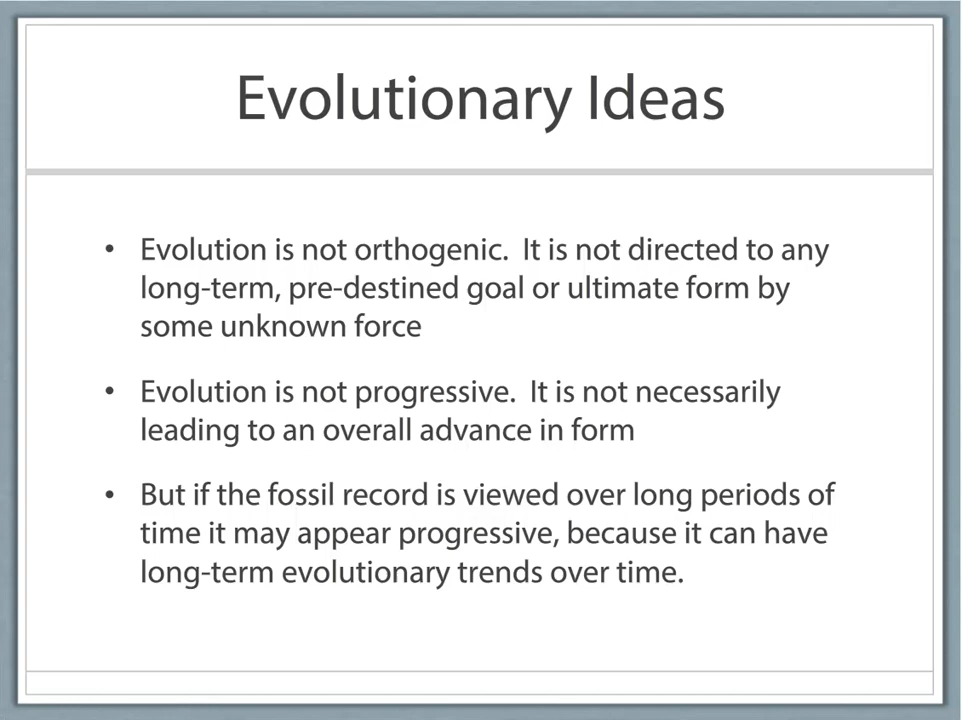 Evolutionary Ideas
• Evolution is not orthogenic.  It is not directed to any
long-term, pre-destined goal or ultimate form by
some unknown force
• Evolution is not progressive.  It is not necessarily
leading to an overall advance in form
• But if the fossil record is viewed over long periods of
time it may appear progressive, because it can have
long-term evolutionary trends over time.